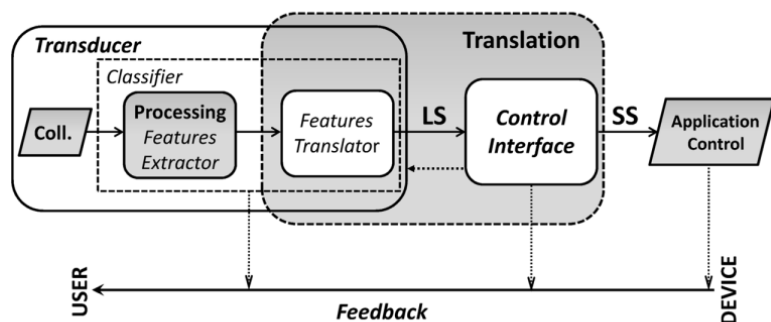 Transducer
Translation
Classifier
Coll.
Processing
Features
Extractor
Features
Translator
LS
Control
Interface
SS
Application
Control
USER
Feedback
DEVICE